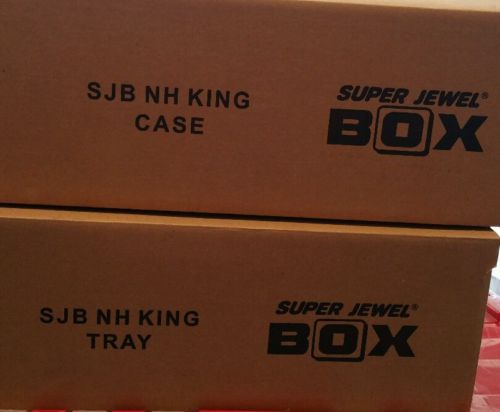 SJB NH KING
CASE
SUPER JEWEL®
BOX
SJB NH KING
TRAY
SUPER JEWEL®
BOX